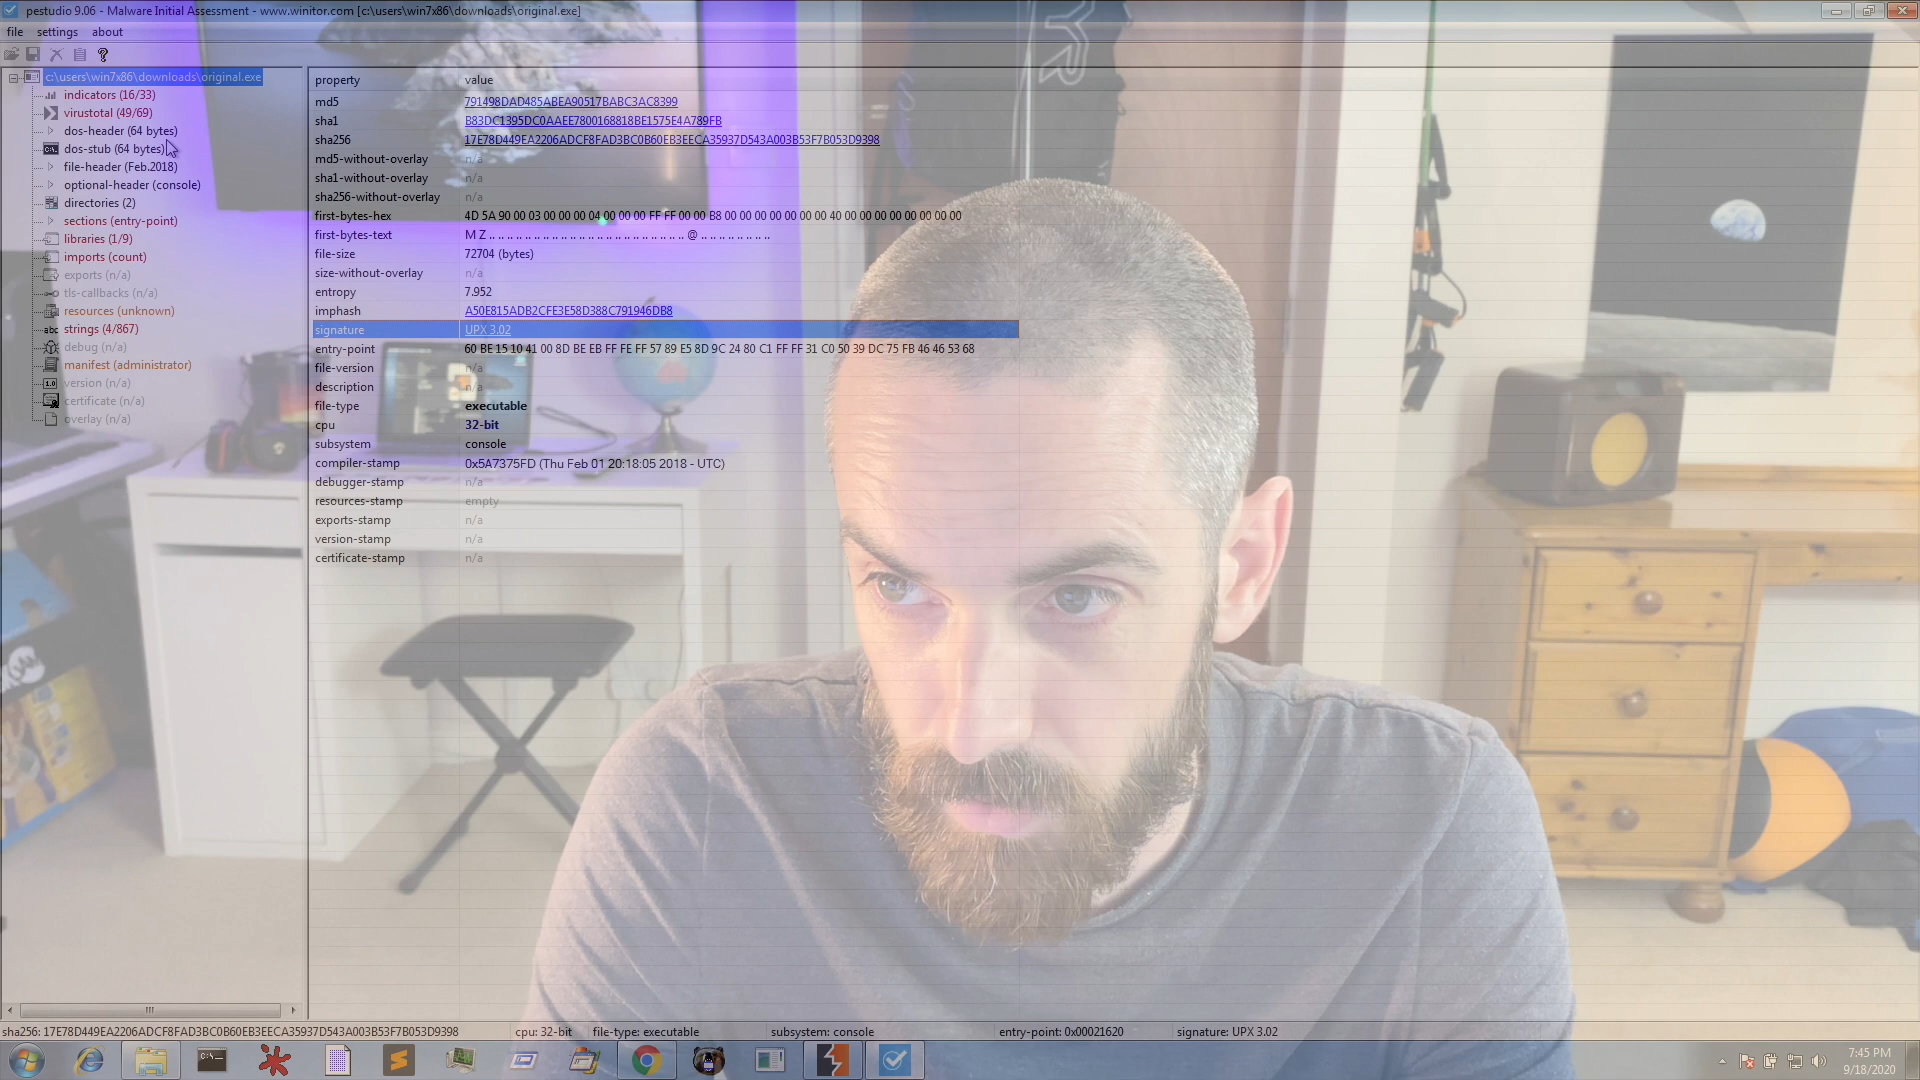 pestudio 9.06 - Malware Initial Assessment - www.winitor.com [c:\users\win7x86\downloads\original.exe]
file settings about
c:\users\win7x86\downloads\original.exe
indicators (16/33)
virustotal (49/69)
dos-header (64 bytes)
dos-stub (64 bytes)
file-header (Feb.2018)
optional-header (console)
directories (2)
sections (entry-point)
libraries (1/9)
imports (count)
exports (n/a)
tls-callbacks (n/a)
resources (unknown)
abc strings (4/867)
debug (n/a)
manifest (administrator)
1.0 version (n/a)
certificate (n/a)
overlay (n/a)
property value
md5 791498DAD485ABEA90517BABC3AC8399
sha1 B83DC1395DC0AAEE7800168818BE1575E4A789FB
sha256 17E78D449EA2206ADCF8FAD3BC0B60EB3EECA35937D543A003B53F7B053D9398
md5-without-overlay n/a
sha1-without-overlay n/a
sha256-without-overlay n/a
first-bytes-hex 4D 5A 90 00 03 00 00 00 04 00 00 00 FF FF 00 00 B8 00 00 00 00 00 00 00 40 00 00 00 00 00 00 00 00 00
first-bytes-text M Z .. .. .. .. .. .. .. .. .. .. .. .. .. .. .. .. .. .. .. .. .. .. @ .. .. .. .. .. .. .. ..
file-size 72704 (bytes)
size-without-overlay n/a
entropy 7.952
imphash A50E815ADB2CFE3E58D388C791946DB8
signature UPX 3.02
entry-point 60 BE 15 10 41 00 8D BE EB FF FE FF 57 89 E5 8D 9C 24 80 C1 FF FF 31 C0 50 39 DC 75 FB 46 46 53 68
file-version n/a
description n/a
file-type executable
cpu 32-bit
subsystem console
compiler-stamp 0x5A7375FD (Thu Feb 01 20:18:05 2018 - UTC)
debugger-stamp n/a
resources-stamp empty
exports-stamp n/a
version-stamp n/a
certificate-stamp n/a
sha256: 17E78D449EA2206ADCF8FAD3BC0B60EB3EECA35937D543A003B53F7B053D9398 cpu: 32-bit file-type: executable subsystem: console entry-point: 0x00021620 signature: UPX 3.02
7:45 PM
9/18/2020